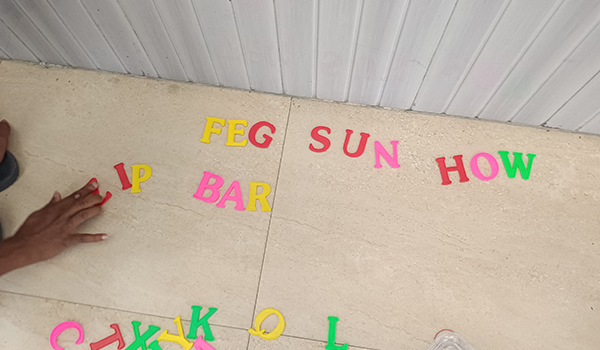 FEG SUN HOW
IP BAR
C T X Y K Q L